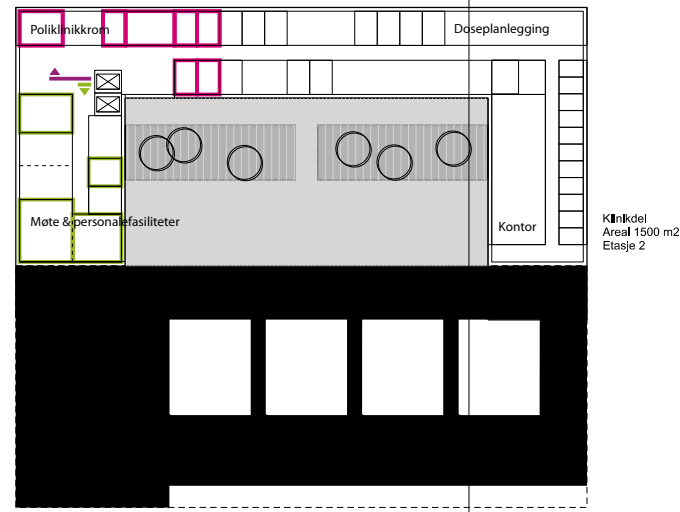 Poliklinikkrom
Doseplanlegging
Møte & personalefasiliteter
Kontor
Klinikdel
Areal 1500 m2
Etasje 2